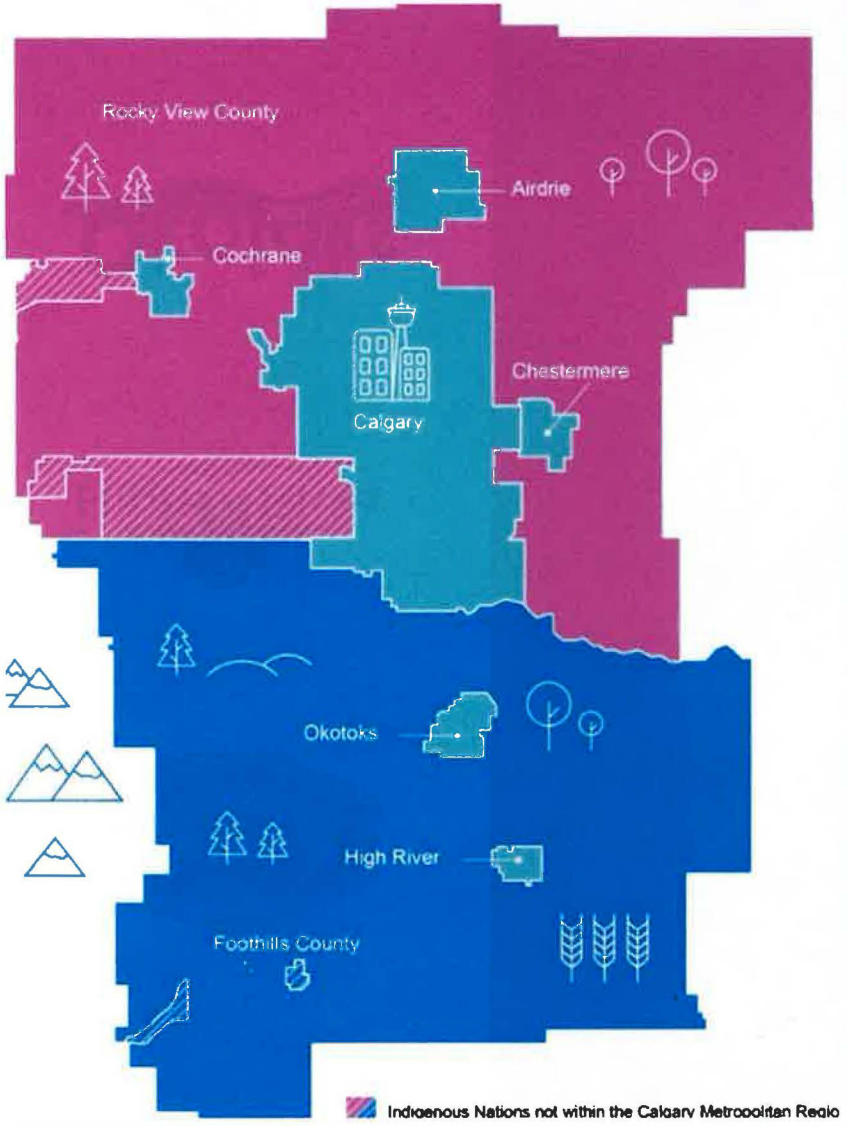 Rocky View County
Airdrie
Cochrane
Chestermere
Calgary
Okotoks
High River
Foothills County
Indigenous Nations not within the Calgary Metropolitan Regio